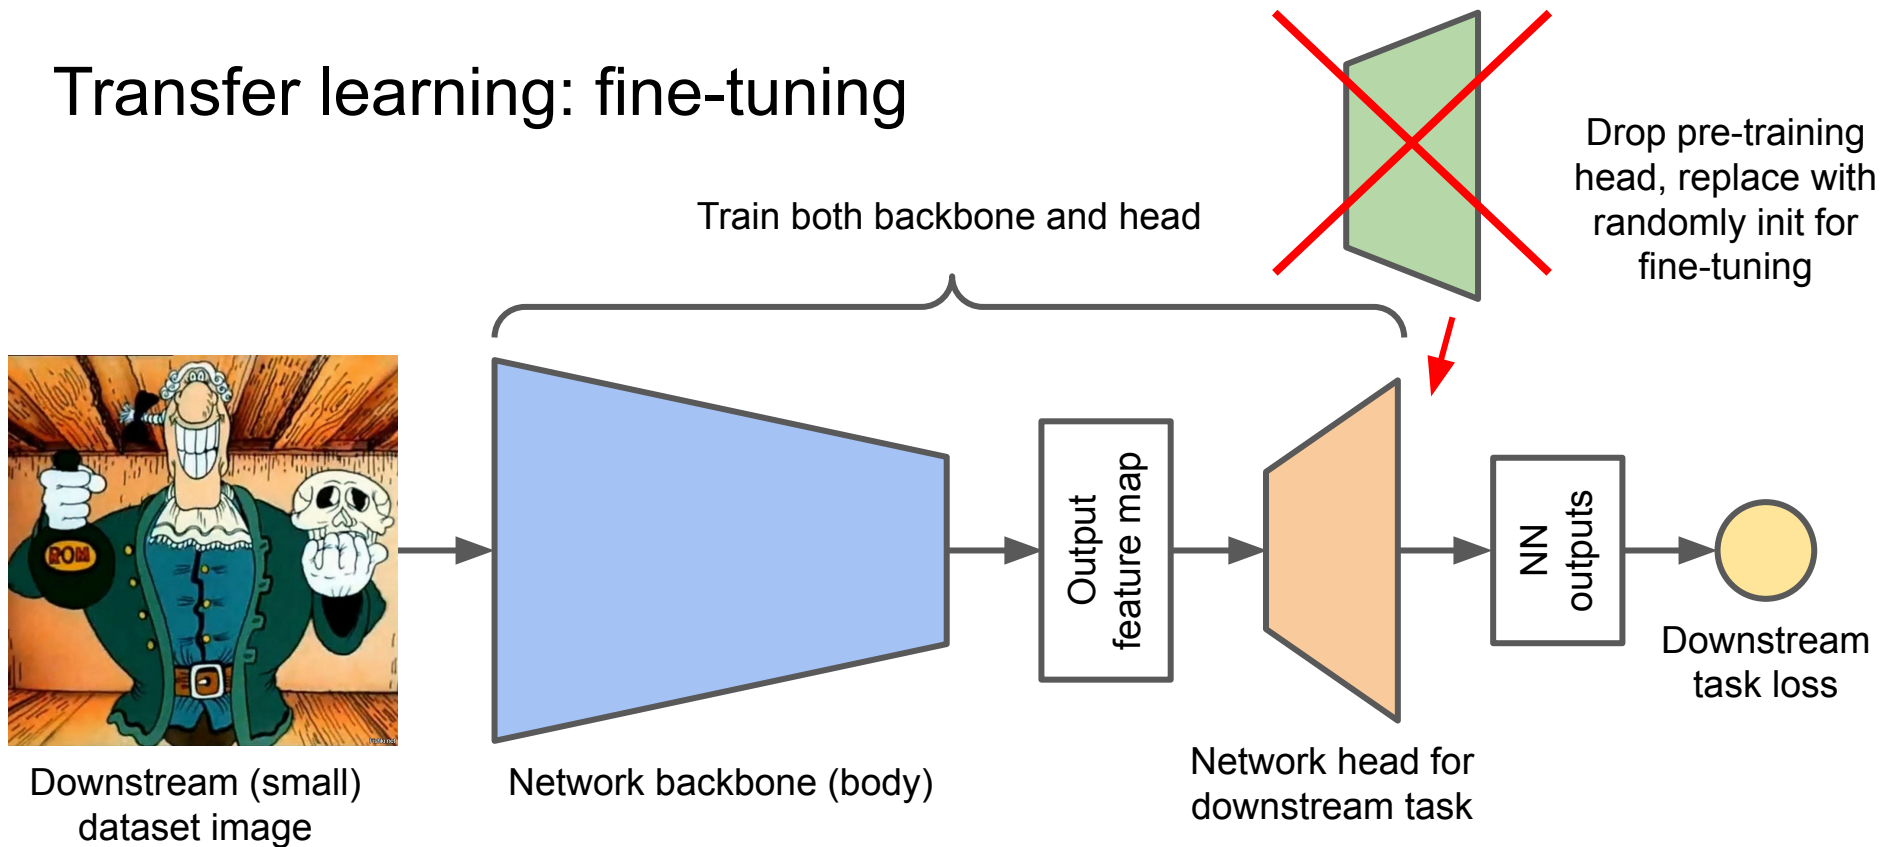 Transfer learning: fine-tuning
Drop pre-training
head, replace with
randomly init for
fine-tuning
Train both backbone and head
ROM
Output
feature map
NN
outputs
Downstream
task loss
Network head for
downstream task
Network backbone (body)
Downstream (small)
dataset image